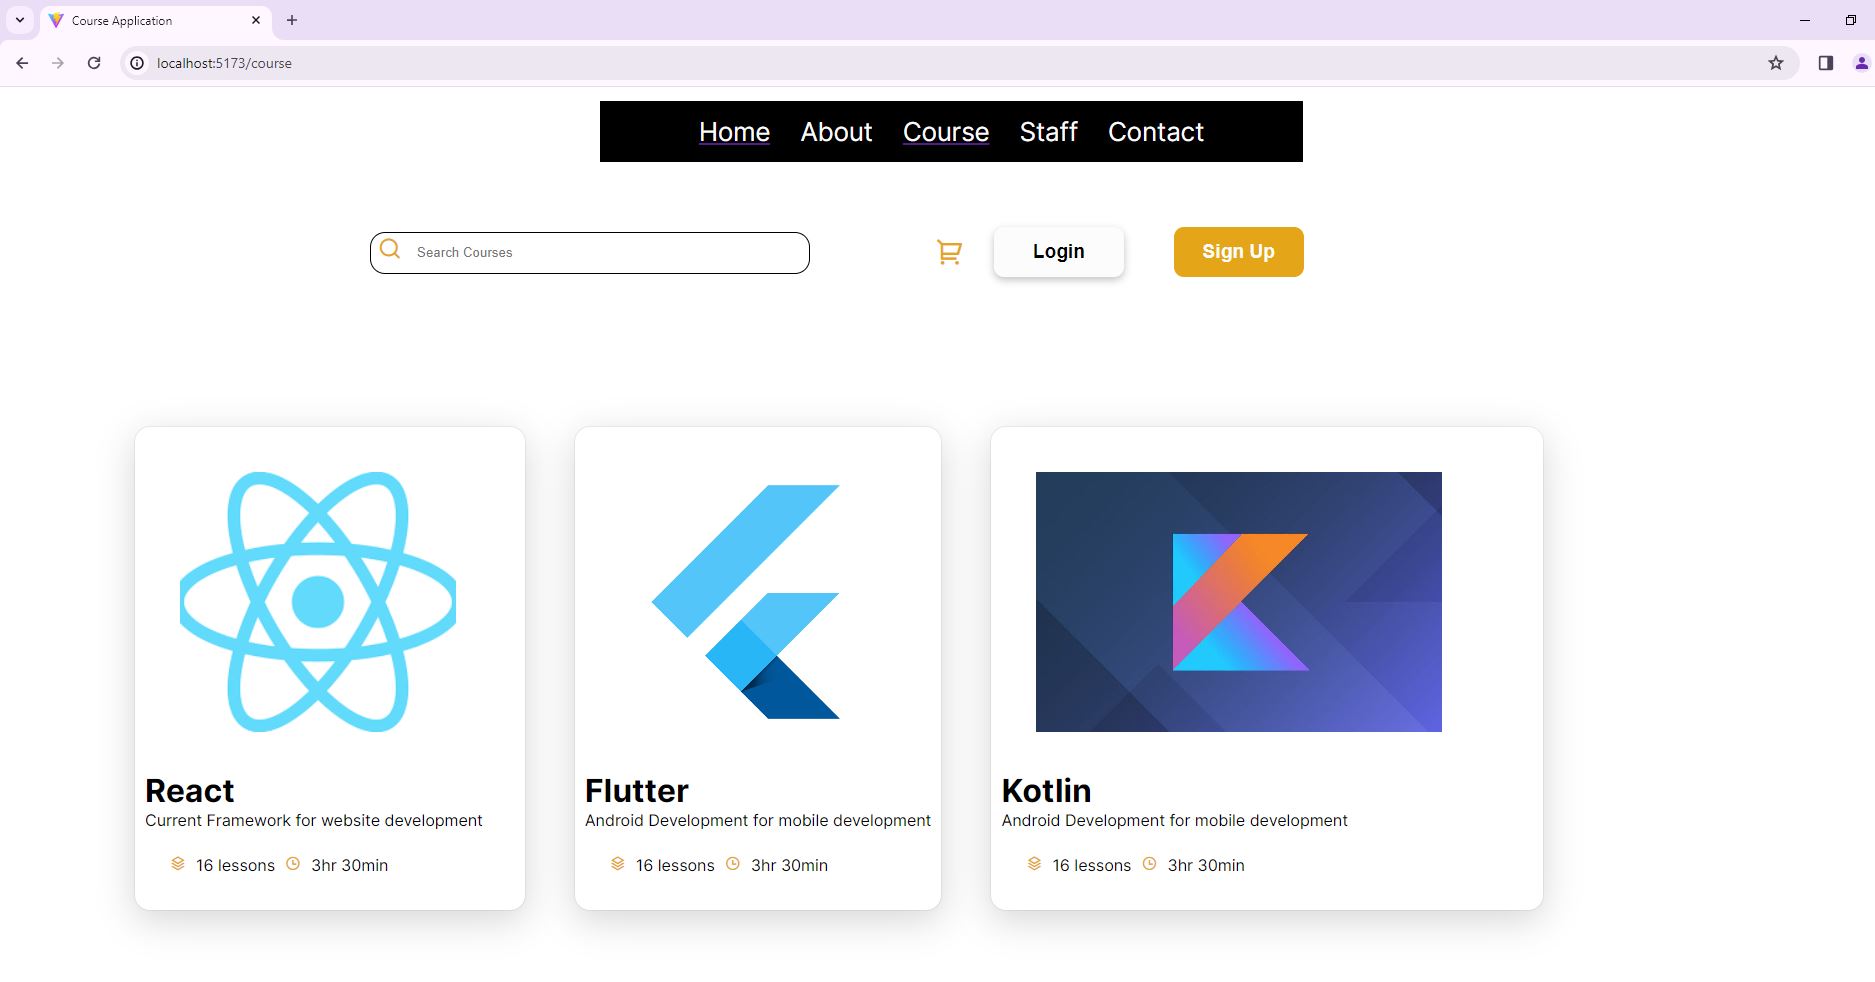 Course Application
localhost:5173/course
Home About Course Staff Contact
Search Courses
Login
Sign Up
React
Current Framework for website development
16 lessons 3hr 30min
Flutter
Android Development for mobile development
16 lessons 3hr 30min
Kotlin
Android Development for mobile development
16 lessons 3hr 30min